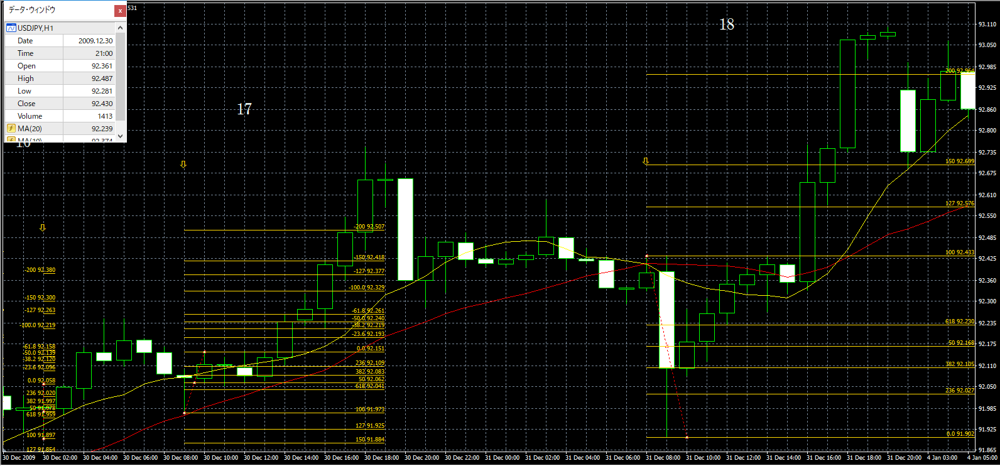 データ・ウィンドウ
531
USDJPY,H1
Date 2009.12.30
Time 21:00
Open 92.361
High 92.487
Low 92.281
Close 92.430
Volume 1413
MA(20) 92.239
MA(10) 92.374
17
18
93.110
93.050
92.985
92.925
92.860
92.800
92.735
92.675
92.610
92.550
92.485
92.425
92.360
92.300
92.235
92.175
92.110
92.050
91.985
91.925
91.865
-200 92.380
-150 92.300
-127 92.263
-100.0 92.219
-61.8 92.158
-50.0 92.139
-38.2 92.120
-23.6 92.096
0.0 92.058
236 92.020
382 91.997
50 91.978
618 91.959
100 91.897
127 91.854
-200 92.507
-150 92.418
-127 92.377
-100.0 92.329
-61.8 92.261
-50.0 92.240
-38.2 92.219
-23.6 92.193
0.0 92.151
236 92.109
382 92.083
50 92.062
618 92.041
100 91.973
127 91.925
150 91.884
200 92.964
150 92.699
127 92.576
100 92.433
618 92.230
50 92.168
382 92.105
236 92.027
0.0 91.902
30 Dec 2009
30 Dec 02:00
30 Dec 04:00
30 Dec 06:00
30 Dec 08:00
30 Dec 10:00
30 Dec 12:00
30 Dec 14:00
30 Dec 16:00
30 Dec 18:00
30 Dec 20:00
30 Dec 22:00
31 Dec 00:00
31 Dec 02:00
31 Dec 04:00
31 Dec 06:00
31 Dec 08:00
31 Dec 10:00
31 Dec 12:00
31 Dec 14:00
31 Dec 16:00
31 Dec 18:00
31 Dec 20:00
4 Jan 03:00
4 Jan 05:00